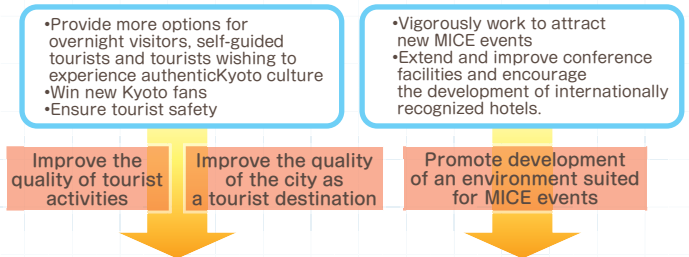 •Provide more options for
overnight visitors, self-guided
tourists and tourists wishing to
experience authenticKyoto culture
•Win new Kyoto fans
•Ensure tourist safety
•Vigorously work to attract
new MICE events
•Extend and improve conference
facilities and encourage
the development of internationally
recognized hotels.
Improve the
quality of tourist
activities
Improve the quality
of the city as
a tourist destination
Promote development
of an environment suited
for MICE events